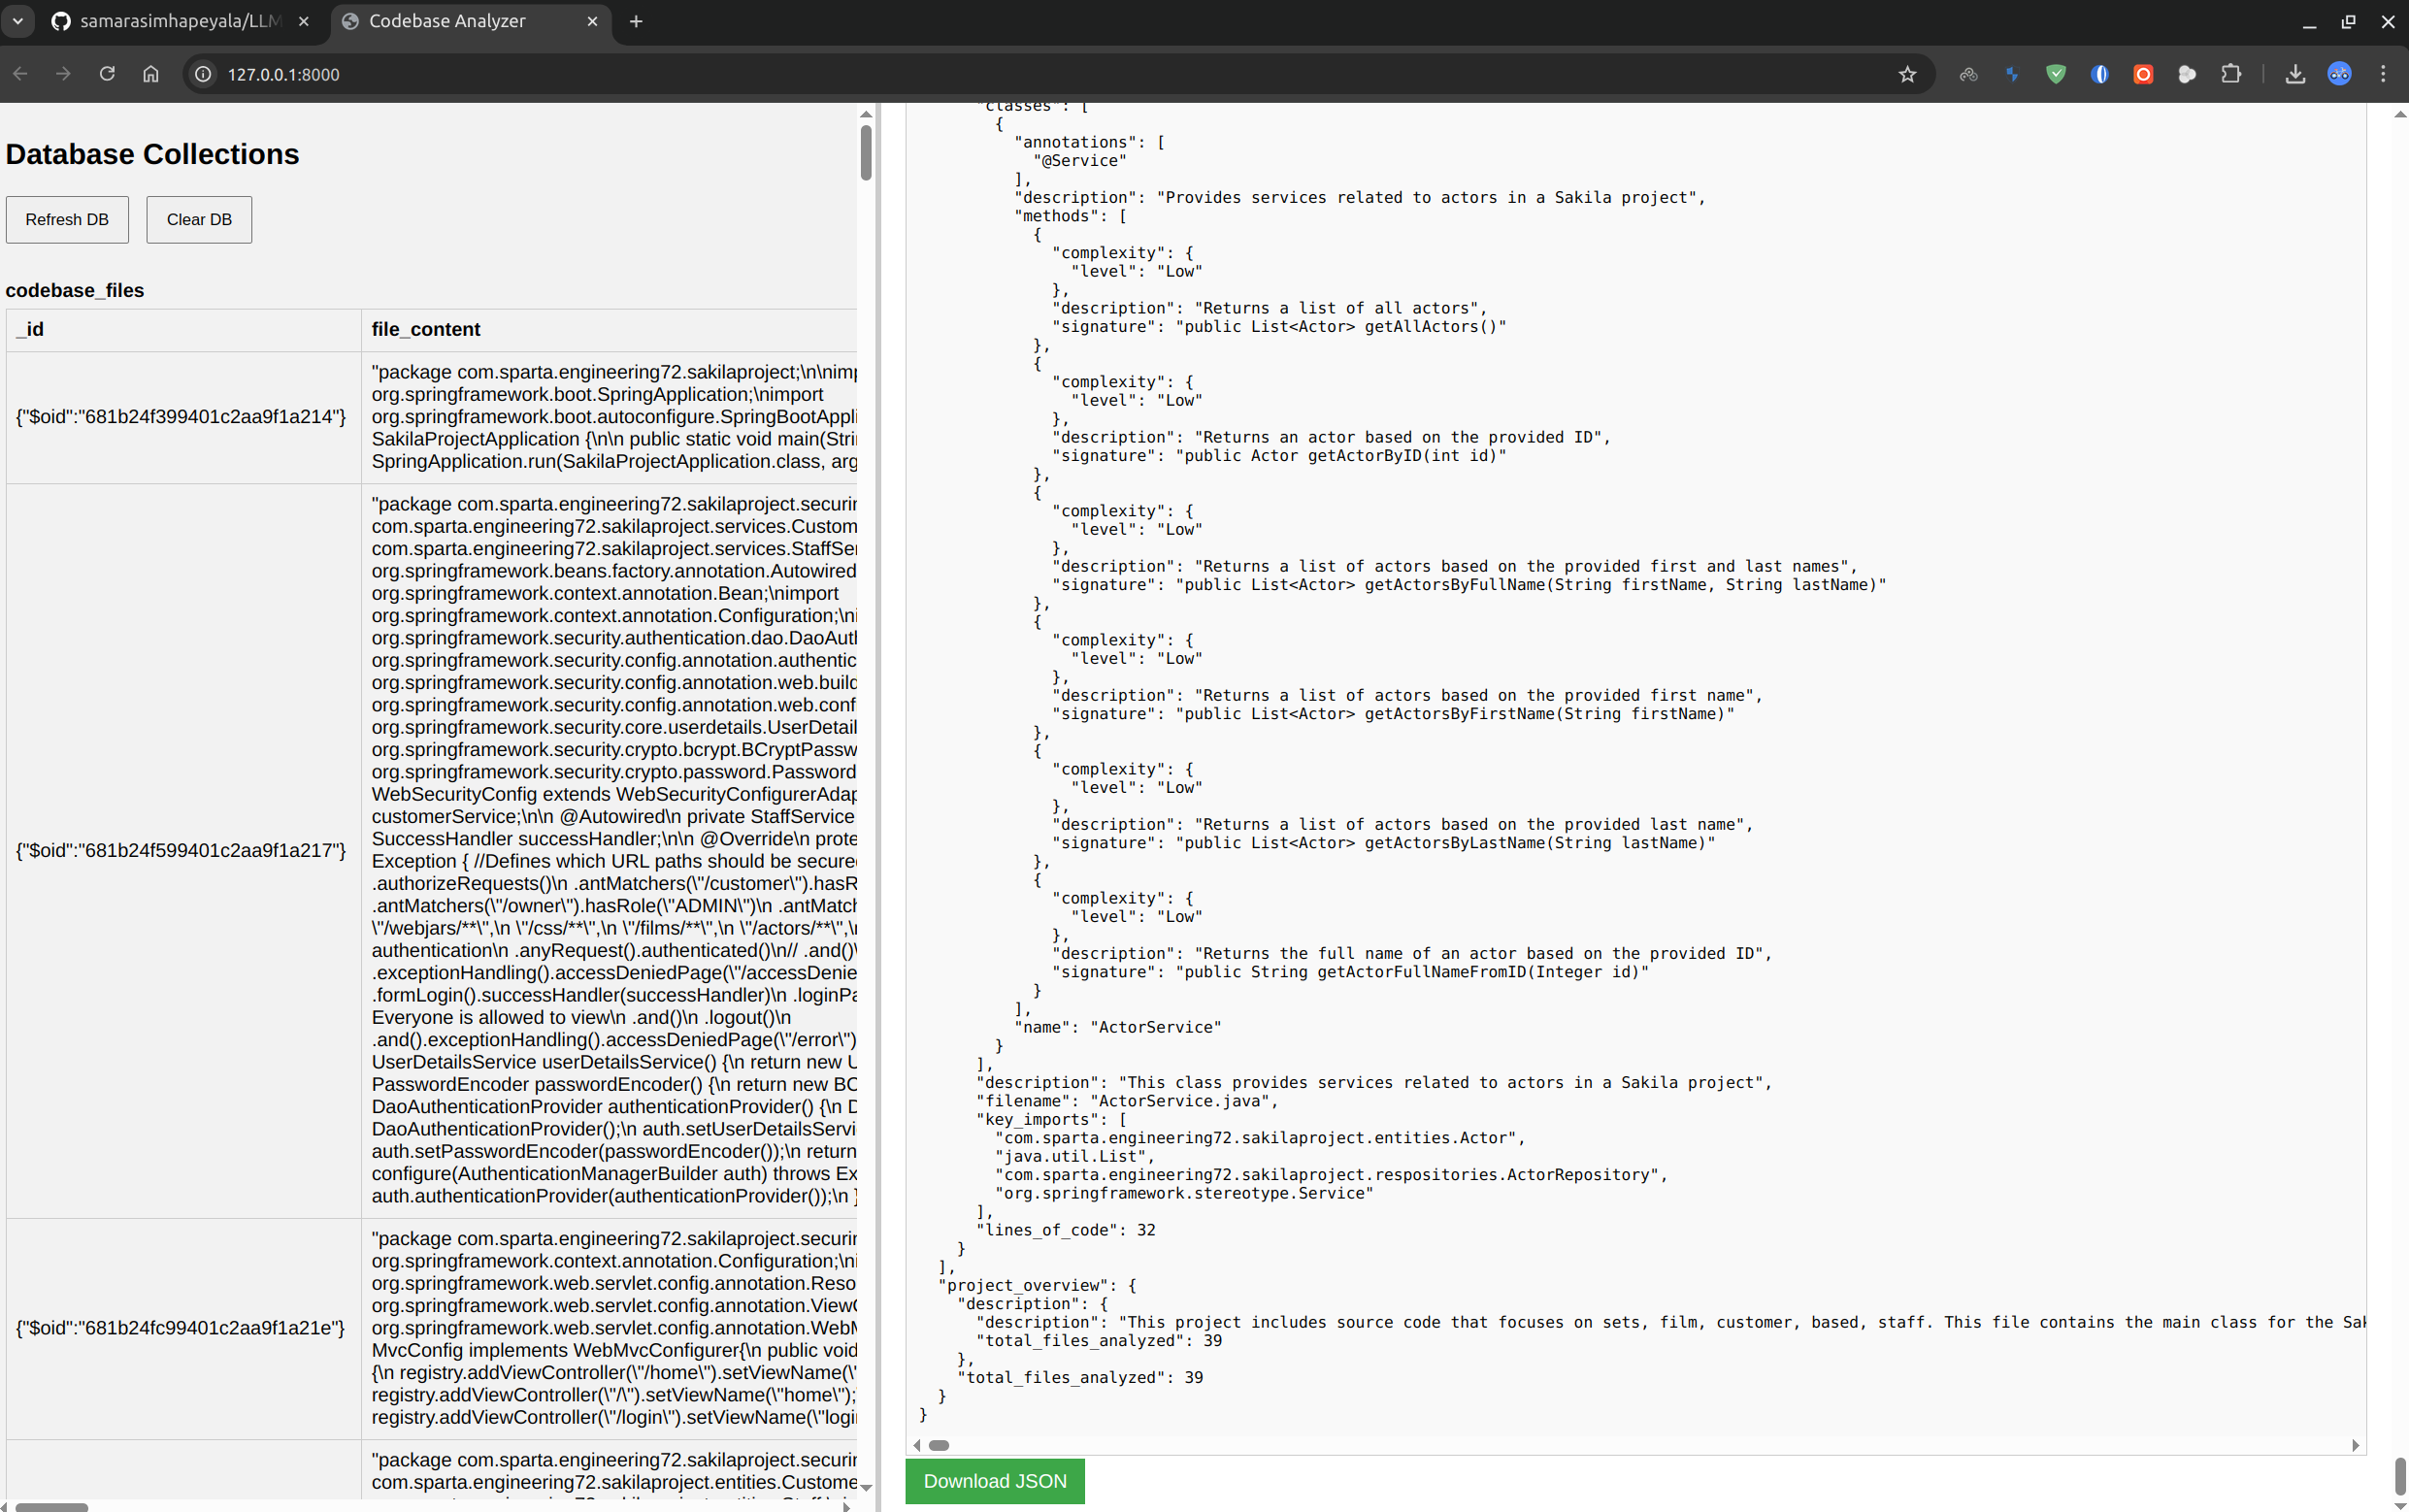 samarasimhapeyala/LLM
Codebase Analyzer
127.0.0.1:8000
Database Collections
Refresh DB
Clear DB
codebase_files
_id
file_content
{"$oid":"681b24f399401c2aa9f1a214"}
"package com.sparta.engineering72.sakilaproject;\n\nimp
org.springframework.boot.SpringApplication;\nimport
org.springframework.boot.autoconfigure.SpringBootAppli
SakilaProjectApplication {\n\n public static void main(Stri
SpringApplication.run(SakilaProjectApplication.class, arg
{"$oid":"681b24f599401c2aa9f1a217"}
"package com.sparta.engineering72.sakilaproject.securin
com.sparta.engineering72.sakilaproject.services.Custom
com.sparta.engineering72.sakilaproject.services.StaffSer
org.springframework.beans.factory.annotation.Autowired
org.springframework.context.annotation.Bean;\nimport
org.springframework.context.annotation.Configuration;\ni
org.springframework.security.authentication.dao.DaoAuth
org.springframework.security.config.annotation.authentic
org.springframework.security.config.annotation.web.build
org.springframework.security.config.annotation.web.conf
org.springframework.security.core.userdetails.UserDetail
org.springframework.security.crypto.bcrypt.BCryptPassw
org.springframework.security.crypto.password.Password
WebSecurityConfig extends WebSecurityConfigurerAdap
customerService;\n\n @Autowired\n private StaffService
SuccessHandler successHandler;\n\n @Override\n prote
Exception { //Defines which URL paths should be secure
.authorizeRequests()\n .antMatchers(\"/customer\").hasR
.antMatchers(\"/owner\").hasRole(\"ADMIN\")\n .antMatch
\"/webjars/**\",\n \"/css/**\",\n \"/films/**\",\n \"/actors/**\",\n
authentication\n .anyRequest().authenticated()\n// .and()\
.exceptionHandling().accessDeniedPage(\"/accessDenie
.formLogin().successHandler(successHandler)\n .loginPa
Everyone is allowed to view\n .and()\n .logout()\n
.and().exceptionHandling().accessDeniedPage(\"/error\")
UserDetailsService userDetailsService() {\n return new U
PasswordEncoder passwordEncoder() {\n return new BC
DaoAuthenticationProvider authenticationProvider() {\n D
DaoAuthenticationProvider();\n auth.setUserDetailsServi
auth.setPasswordEncoder(passwordEncoder());\n return
configure(AuthenticationManagerBuilder auth) throws Ex
auth.authenticationProvider(authenticationProvider());\n }
{"$oid":"681b24fc99401c2aa9f1a21e"}
"package com.sparta.engineering72.sakilaproject.securin
org.springframework.context.annotation.Configuration;\ni
org.springframework.web.servlet.config.annotation.Reso
org.springframework.web.servlet.config.annotation.ViewC
org.springframework.web.servlet.config.annotation.WebM
MvcConfig implements WebMvcConfigurer{\n public void
{\n registry.addViewController(\"/home\").setViewName(\"
registry.addViewController(\"/\").setViewName(\"home\");
registry.addViewController(\"/login\").setViewName(\"logi
"package com.sparta.engineering72.sakilaproject.securin
com.sparta.engineering72.sakilaproject.entities.Custome
"classes": [
{
"annotations": [
"@Service"
],
"description": "Provides services related to actors in a Sakila project",
"methods": [
{
"complexity": {
"level": "Low"
},
"description": "Returns a list of all actors",
"signature": "public List<Actor> getAllActors()"
},
{
"complexity": {
"level": "Low"
},
"description": "Returns an actor based on the provided ID",
"signature": "public Actor getActorByID(int id)"
},
{
"complexity": {
"level": "Low"
},
"description": "Returns a list of actors based on the provided first and last names",
"signature": "public List<Actor> getActorsByFullName(String firstName, String lastName)"
},
{
"complexity": {
"level": "Low"
},
"description": "Returns a list of actors based on the provided first name",
"signature": "public List<Actor> getActorsByFirstName(String firstName)"
},
{
"complexity": {
"level": "Low"
},
"description": "Returns a list of actors based on the provided last name",
"signature": "public List<Actor> getActorsByLastName(String lastName)"
},
{
"complexity": {
"level": "Low"
},
"description": "Returns the full name of an actor based on the provided ID",
"signature": "public String getActorFullNameFromID(Integer id)"
}
],
"name": "ActorService"
}
],
"description": "This class provides services related to actors in a Sakila project",
"filename": "ActorService.java",
"key_imports": [
"com.sparta.engineering72.sakilaproject.entities.Actor",
"java.util.List",
"com.sparta.engineering72.sakilaproject.respositories.ActorRepository",
"org.springframework.stereotype.Service"
],
"lines_of_code": 32
}
],
"project_overview": {
"description": {
"description": "This project includes source code that focuses on sets, film, customer, based, staff. This file contains the main class for the Sak
"total_files_analyzed": 39
},
"total_files_analyzed": 39
}
}
Download JSON